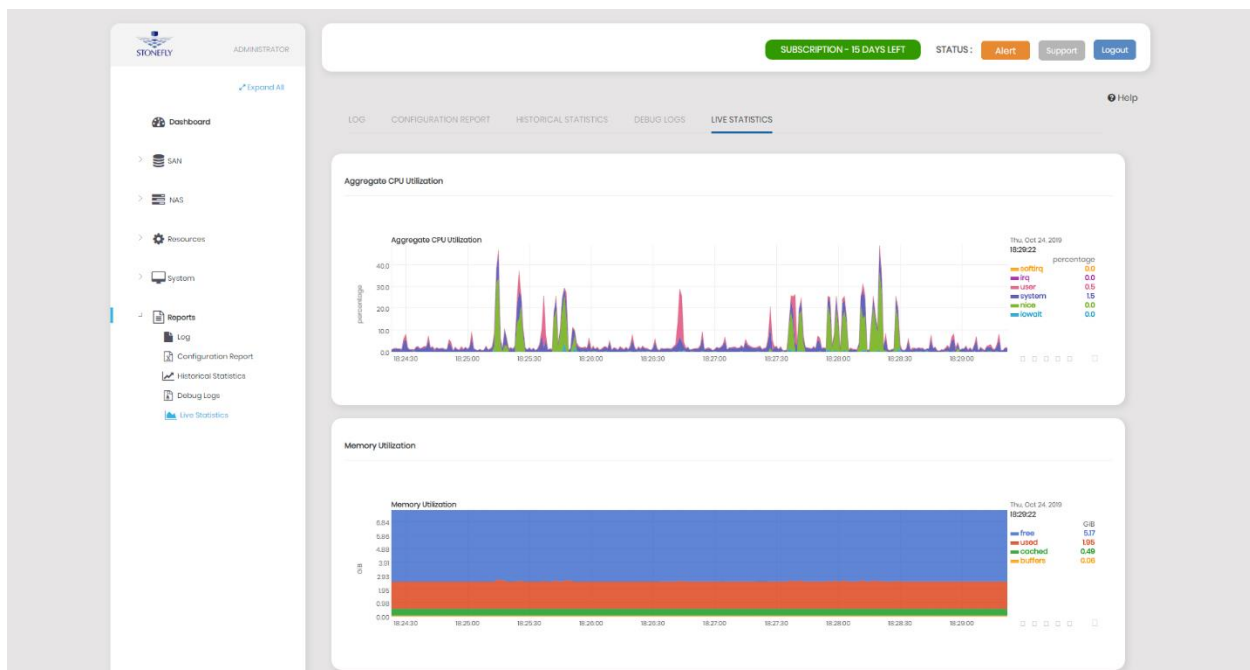 STONEFLY
ADMINISTRATOR
Expand All
Dashboard
SAN
NAS
Resources
System
Reports
Log
Configuration Report
Historical Statistics
Debug Logs
Live Statistics
SUBSCRIPTION - 15 DAYS LEFT
STATUS :
Alert
Support
Logout
Help
LOG
CONFIGURATION REPORT
HISTORICAL STATISTICS
DEBUG LOGS
LIVE STATISTICS
Aggregate CPU Utilization
Aggregate CPU Utilization
percentage
40.0
30.0
20.0
10.0
0.0
18:24:30 18:25:00 18:25:30 18:26:00 18:26:30 18:27:00 18:27:30 18:28:00 18:28:30 18:29:00
Thu, Oct 24, 2019
18:29:22
percentage
softirq 0.0
irq 0.0
user 0.5
system 1.5
nice 0.0
iowait 0.0
Memory Utilization
Memory Utilization
GiB
6.84
5.86
4.88
2.93
1.95
0.98
0.00
18:24:30 18:25:00 18:25:30 18:26:00 18:26:30 18:27:00 18:27:30 18:28:00 18:28:30 18:29:00
Thu, Oct 24, 2019
18:29:22
GiB
free 5.17
used 1.95
cached 0.49
buffers 0.06